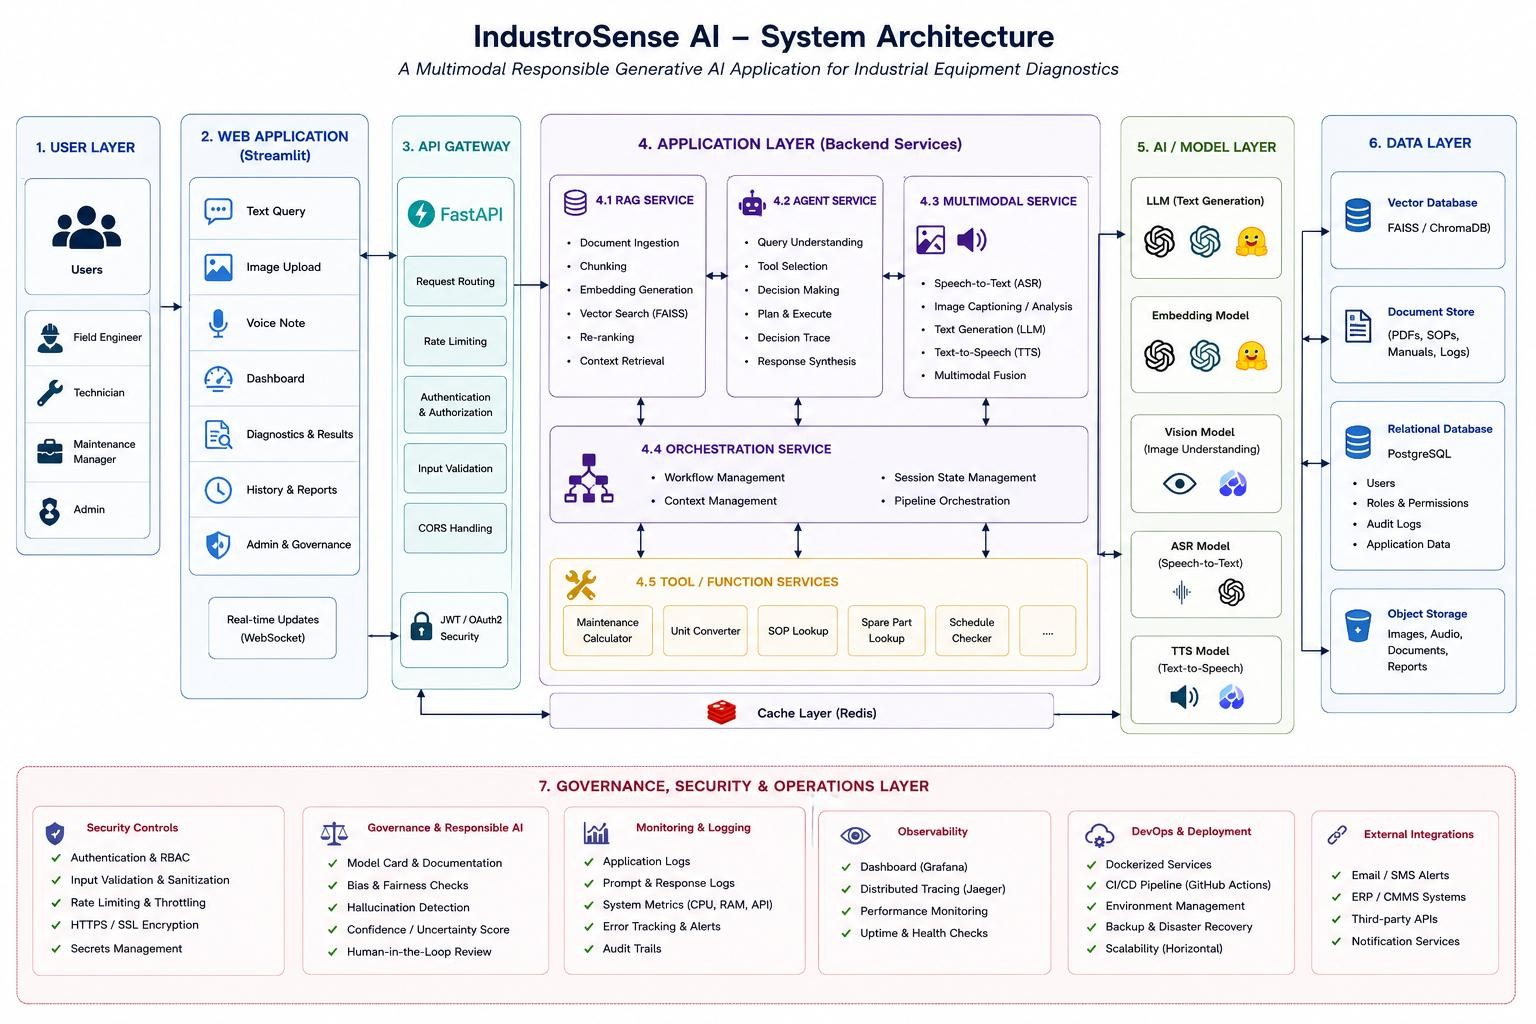 IndustroSense AI – System Architecture
A Multimodal Responsible Generative AI Application for Industrial Equipment Diagnostics
1. USER LAYER
Users
Field Engineer
Technician
Maintenance
Manager
Admin
2. WEB APPLICATION
(Streamlit)
Text Query
Image Upload
Voice Note
Dashboard
Diagnostics & Results
History & Reports
Admin & Governance
Real-time Updates
(WebSocket)
3. API GATEWAY
FastAPI
Request Routing
Rate Limiting
Authentication
& Authorization
Input Validation
CORS Handling
JWT / OAuth2
Security
4. APPLICATION LAYER (Backend Services)
4.1 RAG SERVICE
• Document Ingestion
• Chunking
• Embedding Generation
• Vector Search (FAISS)
• Re-ranking
• Context Retrieval
4.2 AGENT SERVICE
• Query Understanding
• Tool Selection
• Decision Making
• Plan & Execute
• Decision Trace
• Response Synthesis
4.3 MULTIMODAL SERVICE
• Speech-to-Text (ASR)
• Image Captioning / Analysis
• Text Generation (LLM)
• Text-to-Speech (TTS)
• Multimodal Fusion
4.4 ORCHESTRATION SERVICE
• Workflow Management
• Context Management
• Session State Management
• Pipeline Orchestration
4.5 TOOL / FUNCTION SERVICES
Maintenance
Calculator
Unit Converter
SOP Lookup
Spare Part
Lookup
Schedule
Checker
....
Cache Layer (Redis)
5. AI / MODEL LAYER
LLM (Text Generation)
Embedding Model
Vision Model
(Image Understanding)
ASR Model
(Speech-to-Text)
TTS Model
(Text-to-Speech)
6. DATA LAYER
Vector Database
FAISS / ChromaDB)
Document Store
(PDFs, SOPs,
Manuals, Logs)
Relational Database
PostgreSQL
• Users
• Roles & Permissions
• Audit Logs
• Application Data
Object Storage
Images, Audio,
Documents,
Reports
7. GOVERNANCE, SECURITY & OPERATIONS LAYER
Security Controls
✓ Authentication & RBAC
✓ Input Validation & Sanitization
✓ Rate Limiting & Throttling
✓ HTTPS / SSL Encryption
✓ Secrets Management
Governance & Responsible AI
✓ Model Card & Documentation
✓ Bias & Fairness Checks
✓ Hallucination Detection
✓ Confidence / Uncertainty Score
✓ Human-in-the-Loop Review
Monitoring & Logging
✓ Application Logs
✓ Prompt & Response Logs
✓ System Metrics (CPU, RAM, API)
✓ Error Tracking & Alerts
✓ Audit Trails
Observability
✓ Dashboard (Grafana)
✓ Distributed Tracing (Jaeger)
✓ Performance Monitoring
✓ Uptime & Health Checks
DevOps & Deployment
✓ Dockerized Services
✓ CI/CD Pipeline (GitHub Actions)
✓ Environment Management
✓ Backup & Disaster Recovery
✓ Scalability (Horizontal)
External Integrations
✓ Email / SMS Alerts
✓ ERP / CMMS Systems
✓ Third-party APIs
✓ Notification Services